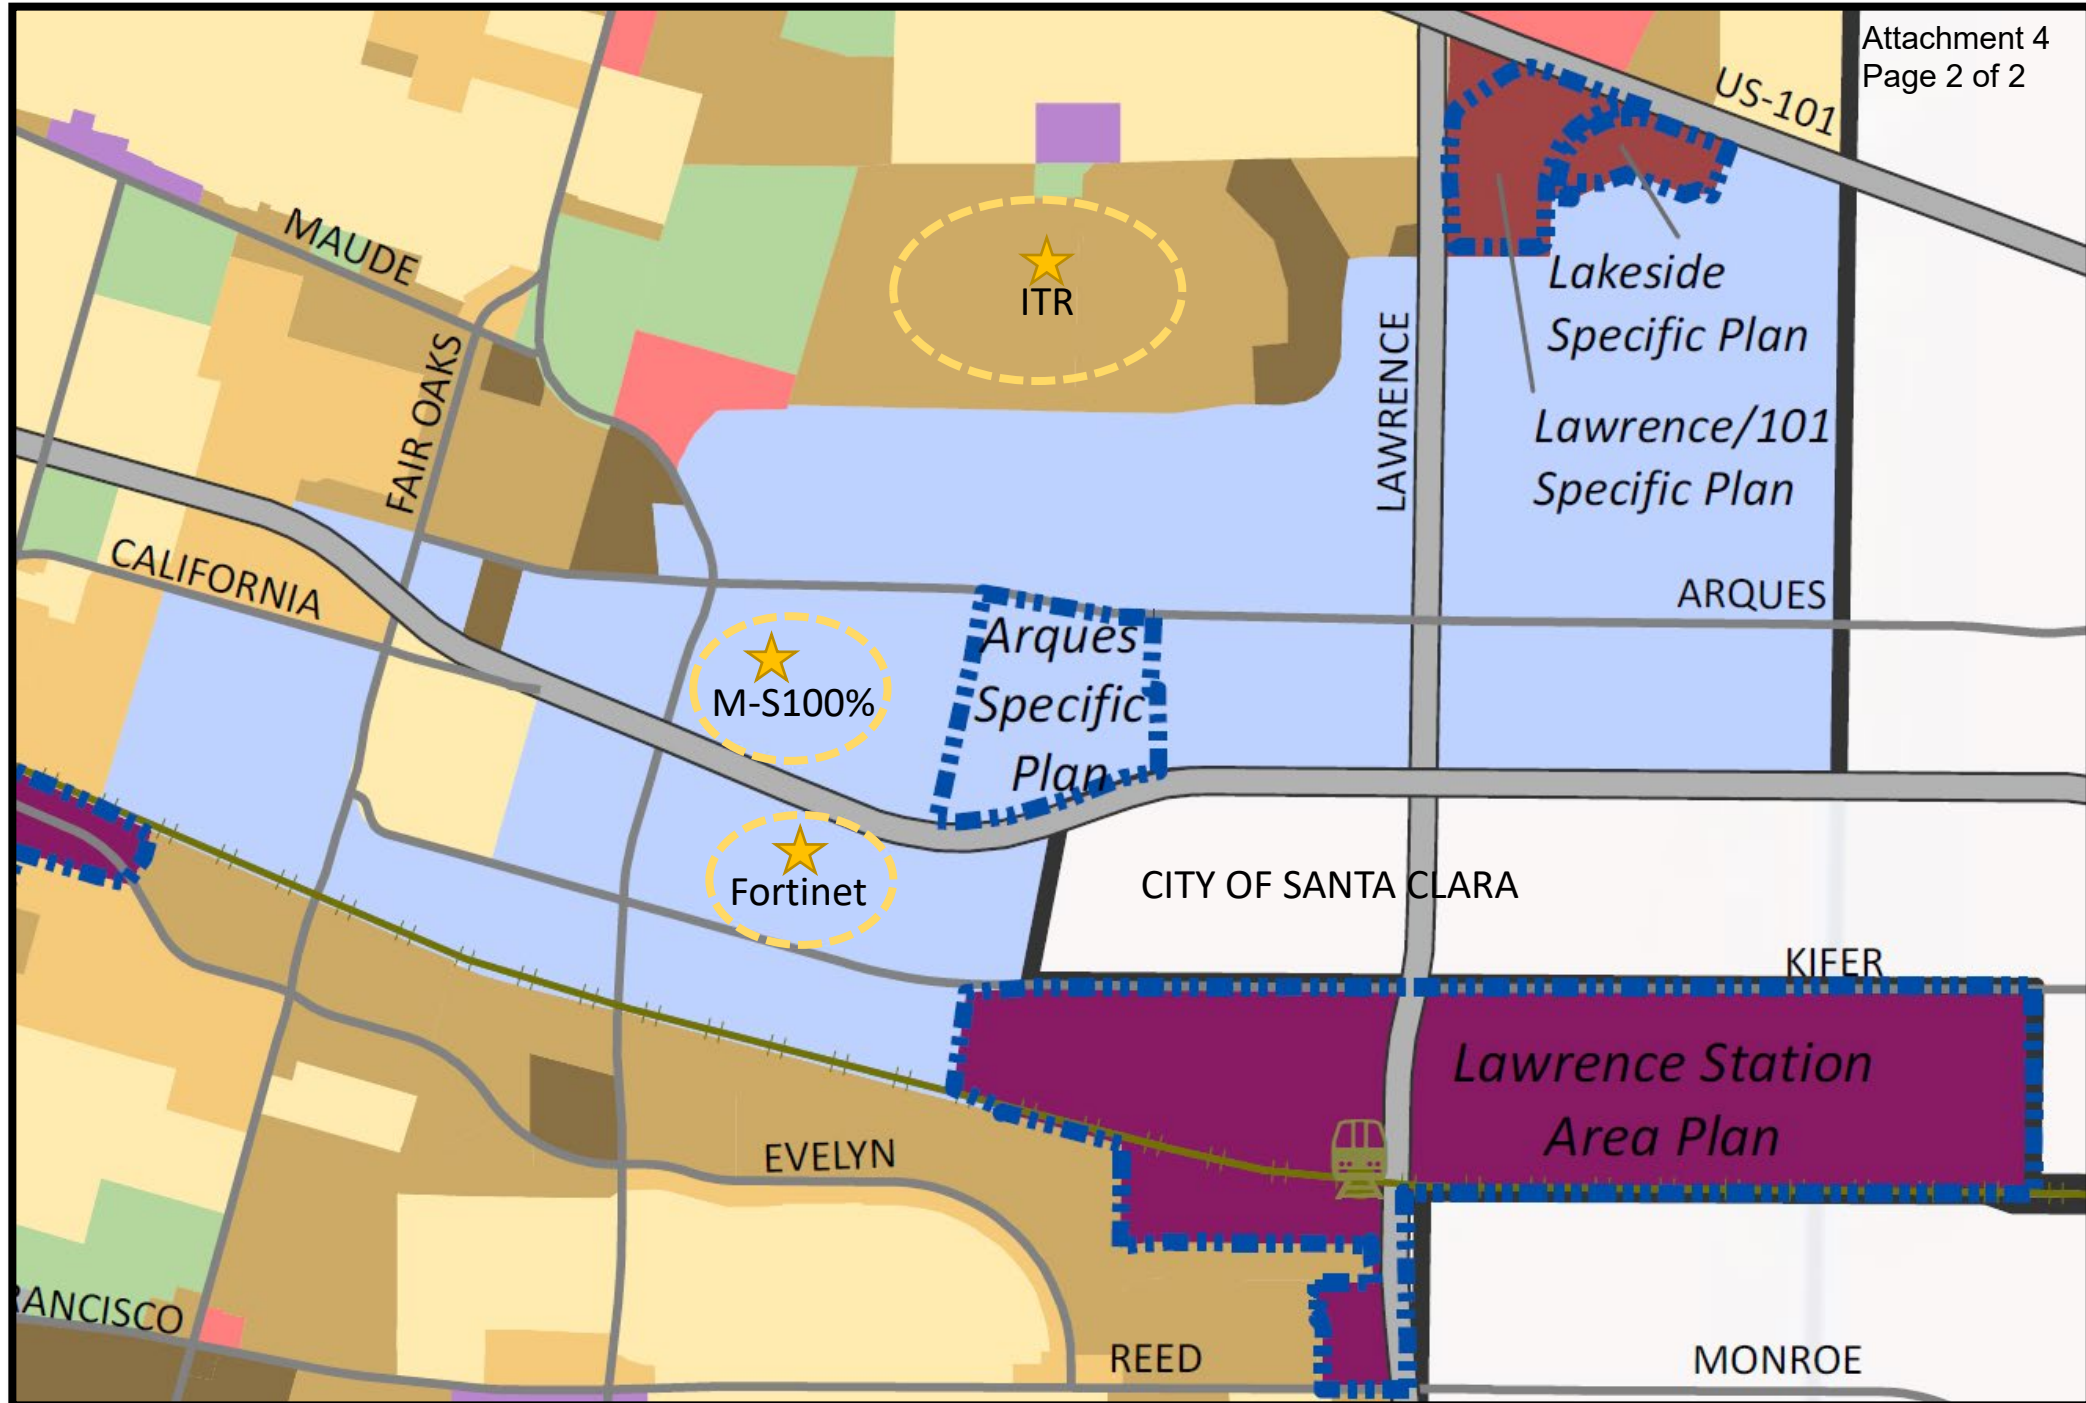 Attachment 4
Page 2 of 2
US-101
MAUDE
ITR
Lakeside
Specific Plan
FAIR OAKS
LAWRENCE
Lawrence/101
Specific Plan
CALIFORNIA
ARQUES
Arques
Specific
Plan
M-S100%
Fortinet
CITY OF SANTA CLARA
KIFER
Lawrence Station
Area Plan
EVELYN
RANCISCO
REED
MONROE